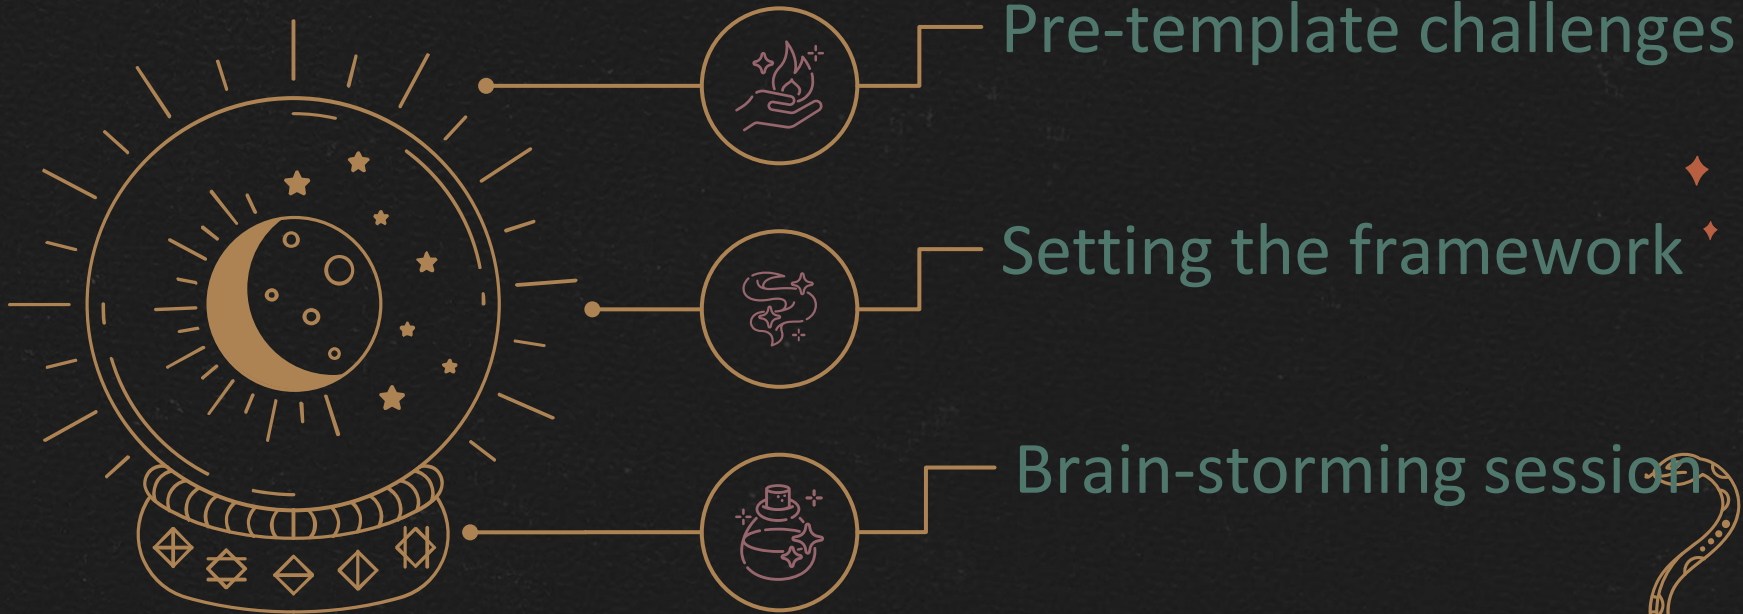 Pre-template challenges
Setting the framework
Brain-storming session